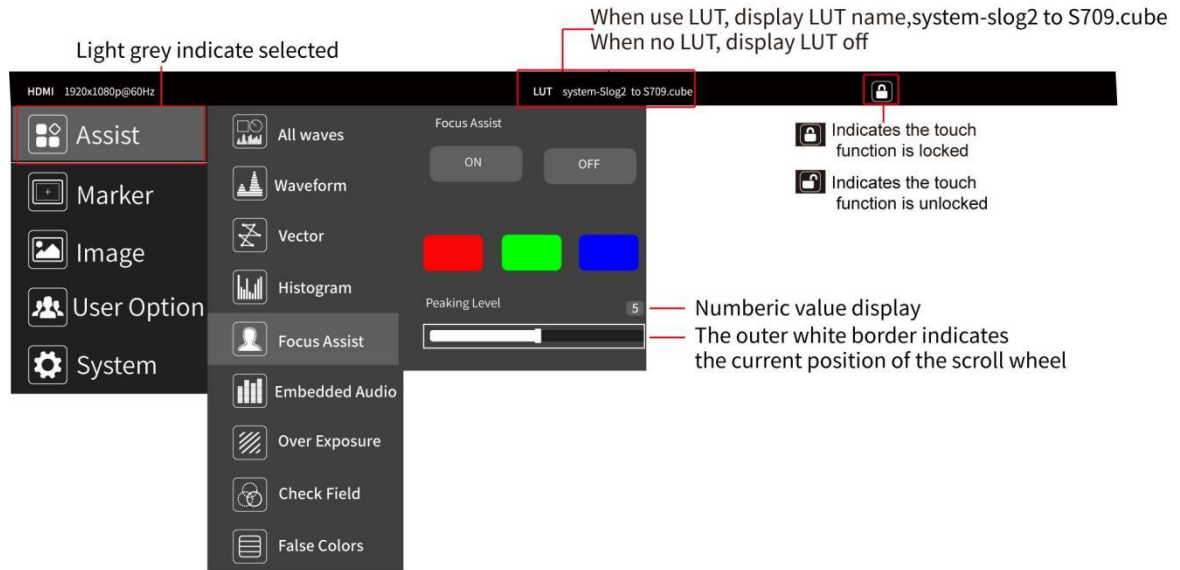 When use LUT, display LUT name,system-slog2 to S709.cube
When no LUT, display LUT off
Light grey indicate selected
HDMI 1920x1080p@60Hz
LUT system-Slog2 to S709.cube
Assist
Marker
Image
User Option
System
All waves
Waveform
Vector
Histogram
Focus Assist
Embedded Audio
Over Exposure
Check Field
False Colors
Focus Assist
ON OFF
Peaking Level 5
Indicates the touch
function is locked
Indicates the touch
function is unlocked
Numberic value display
The outer white border indicates
the current position of the scroll wheel